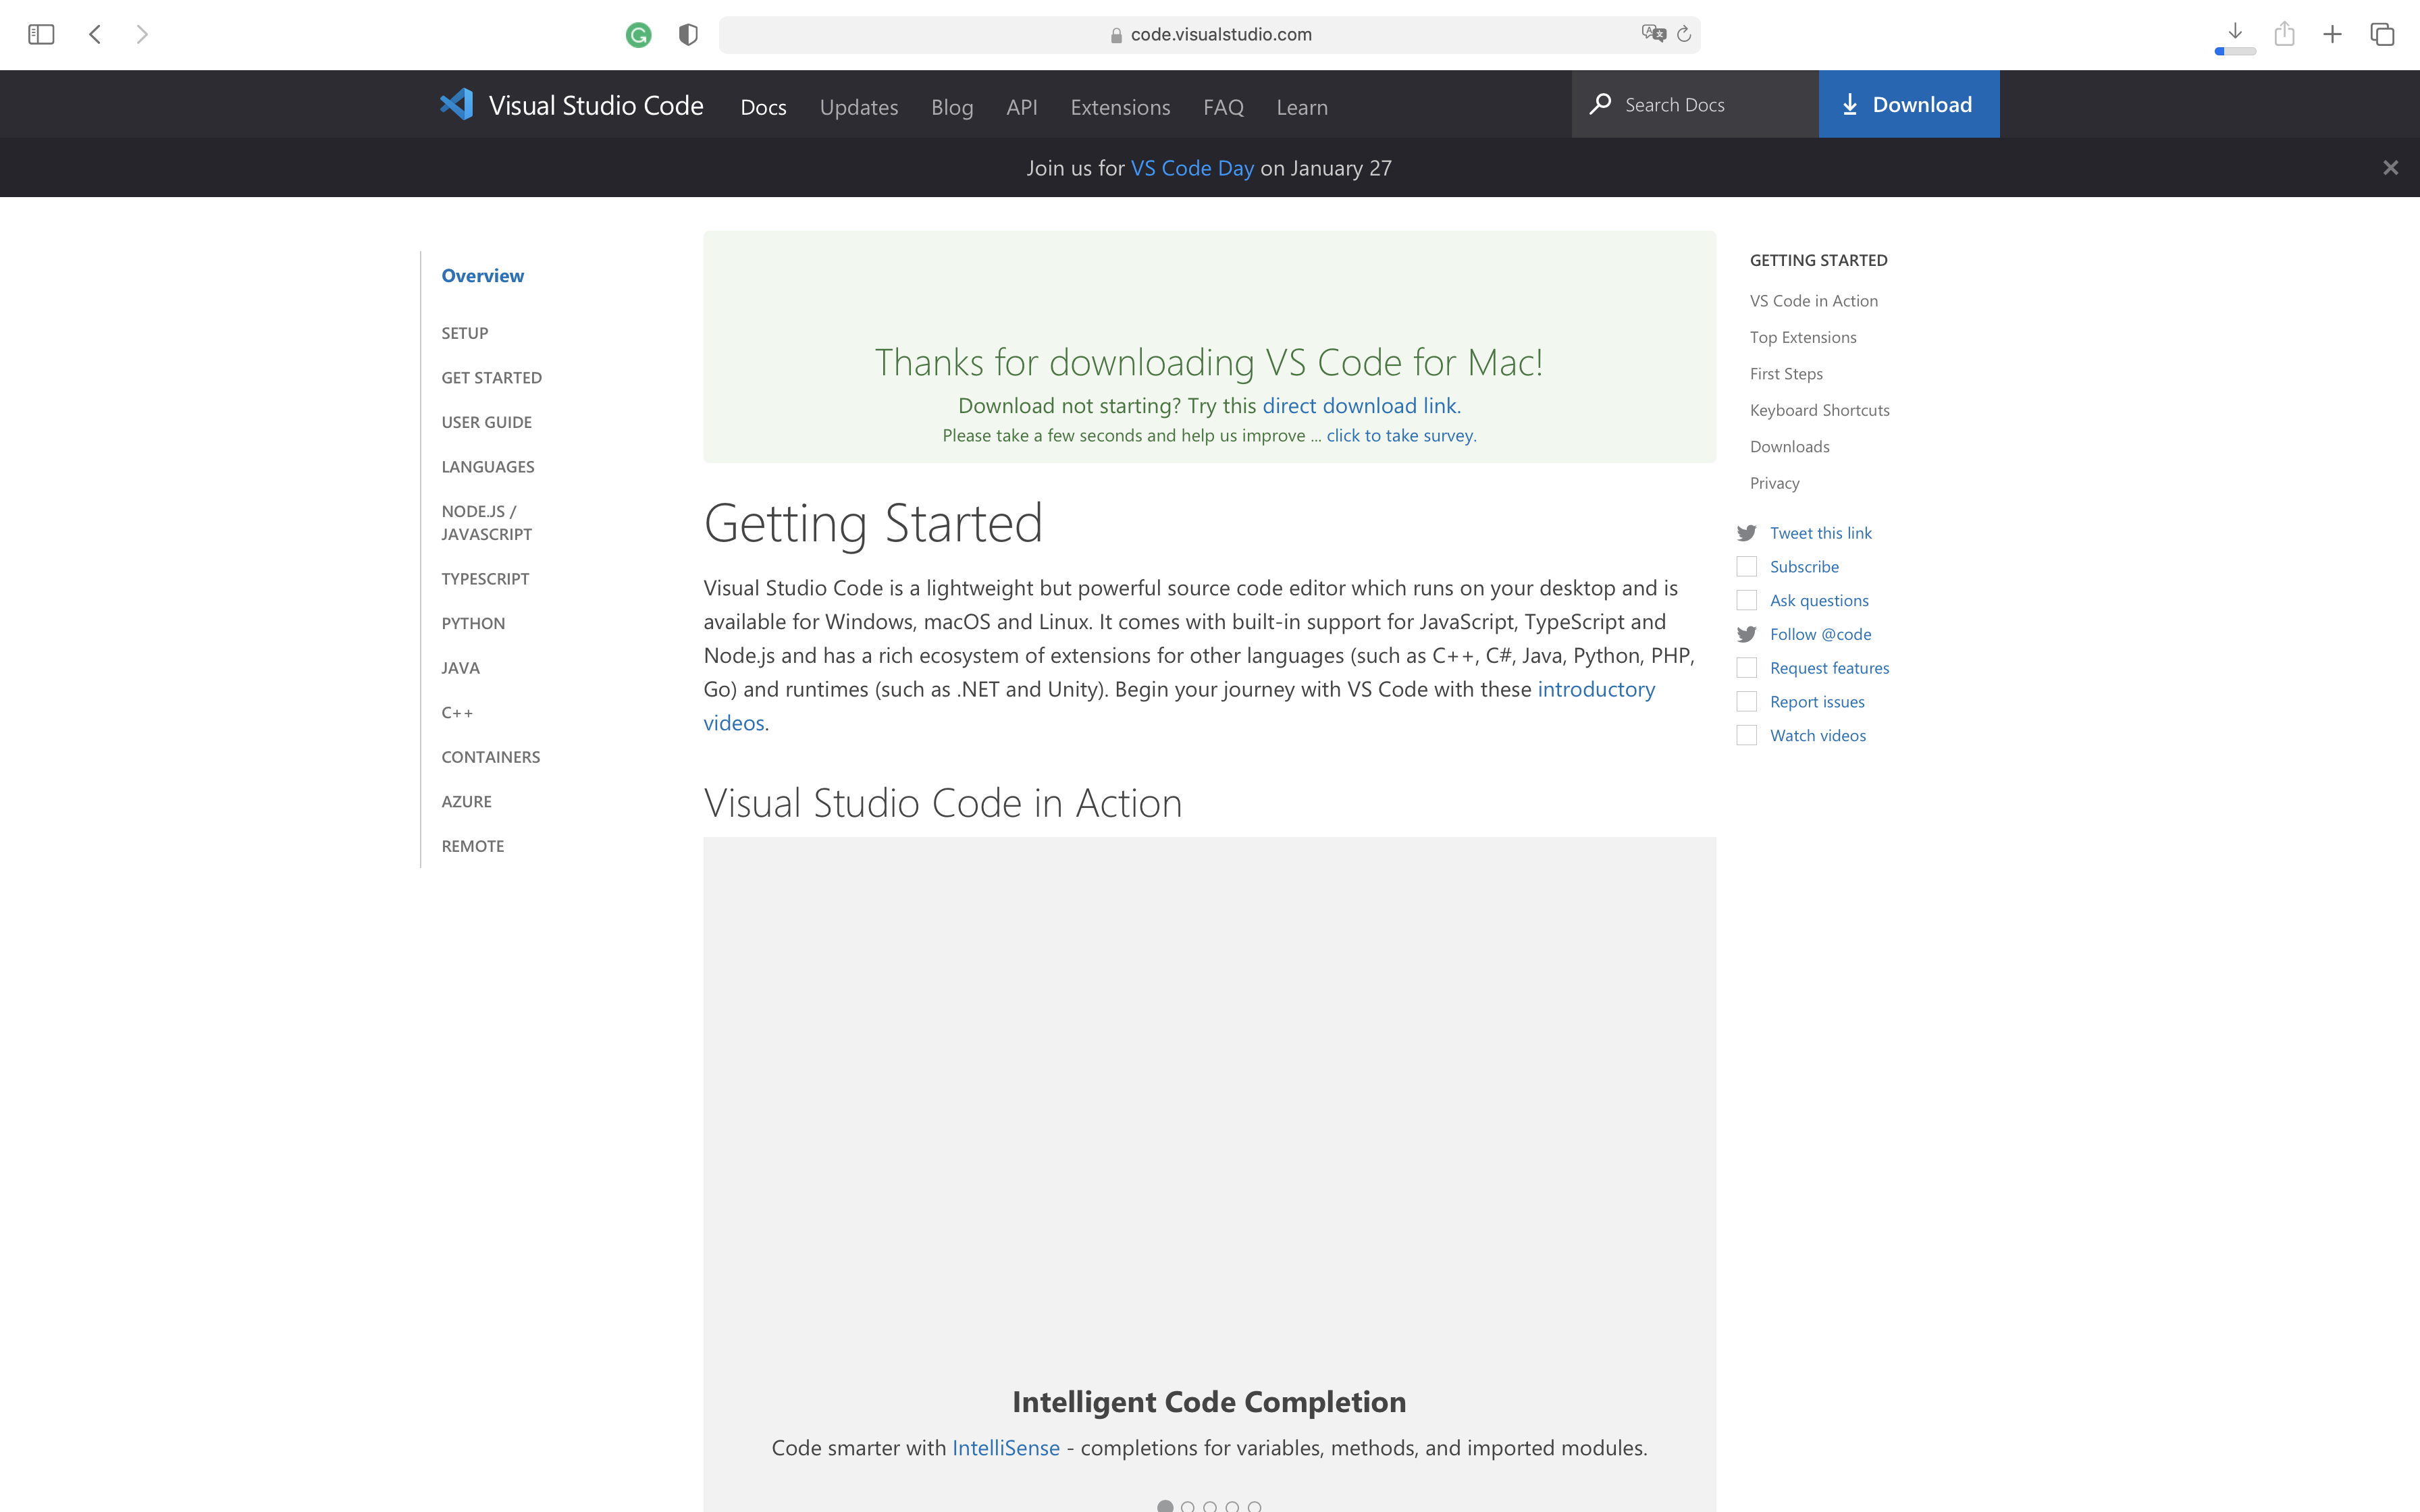 code.visualstudio.com
Visual Studio Code Docs Updates Blog API Extensions FAQ Learn Search Docs Download
Join us for VS Code Day on January 27
Overview
SETUP
GET STARTED
USER GUIDE
LANGUAGES
NODE.JS /
JAVASCRIPT
TYPESCRIPT
PYTHON
JAVA
C++
CONTAINERS
AZURE
REMOTE
Thanks for downloading VS Code for Mac!
Download not starting? Try this direct download link.
Please take a few seconds and help us improve ... click to take survey.
Getting Started
Visual Studio Code is a lightweight but powerful source code editor which runs on your desktop and is
available for Windows, macOS and Linux. It comes with built-in support for JavaScript, TypeScript and
Node.js and has a rich ecosystem of extensions for other languages (such as C++, C#, Java, Python, PHP,
Go) and runtimes (such as .NET and Unity). Begin your journey with VS Code with these introductory
videos.
Visual Studio Code in Action
Intelligent Code Completion
Code smarter with IntelliSense - completions for variables, methods, and imported modules.
GETTING STARTED
VS Code in Action
Top Extensions
First Steps
Keyboard Shortcuts
Downloads
Privacy
Tweet this link
Subscribe
Ask questions
Follow @code
Request features
Report issues
Watch videos